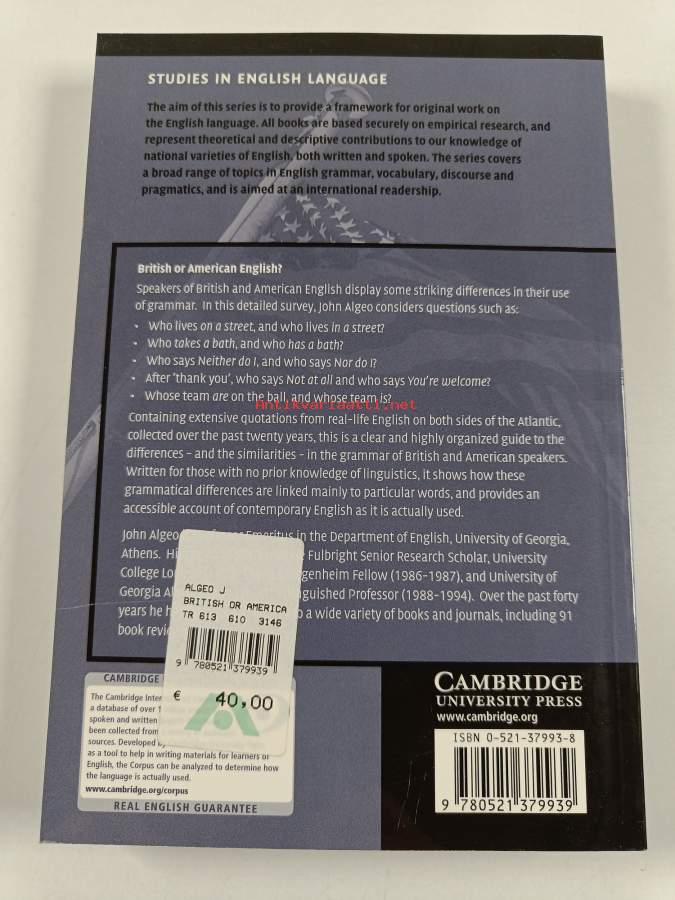 STUDIES IN ENGLISH LANGUAGE
The aim of this series is to provide a framework for original work on
the English language. All books are based securely on empirical research, and
represent theoretical and descriptive contributions to our knowledge of
national varieties of English, both written and spoken. The series covers
a broad range of topics in English grammar, vocabulary, discourse and
pragmatics, and is aimed at an international readership.
British or American English?
Speakers of British and American English display some striking differences in their use
of grammar. In this detailed survey, John Algeo considers questions such as:
• Who lives on a street, and who lives in a street?
• Who takes a bath, and who has a bath?
• Who says Neither do I, and who says Nor do I?
• After 'thank you', who says Not at all and who says You're welcome?
• Whose team are on the ball, and whose team is?
Antikvariaatti.net
Containing extensive quotations from real-life English on both sides of the Atlantic,
collected over the past twenty years, this is a clear and highly organized guide to the
differences – and the similarities – in the grammar of British and American speakers.
Written for those with no prior knowledge of linguistics, it shows how these
grammatical differences are linked mainly to particular words, and provides an
accessible account of contemporary English as it is actually used.
John Algeo Emeritus in the Department of English, University of Georgia,
Athens. Fulbright Senior Research Scholar, University
College Fellow (1986–1987), and University of
Georgia Professor (1988–1994). Over the past forty
years he a wide variety of books and journals, including 91
book
ALGEO J
BRITISH OR AMERICA
TR 613 610 3146
9 780521 379939
€ 40,00
CAMBRIDGE
The Cambridge
a database of over
spoken and written
been collected from
sources. Developed
as a tool to help in writing materials for learners of
English, the Corpus can be analyzed to determine how
the language is actually used.
www.cambridge.org/corpus
REAL ENGLISH GUARANTEE
CAMBRIDGE
UNIVERSITY PRESS
www.cambridge.org
ISBN 0-521-37993-8
9 780521 379939